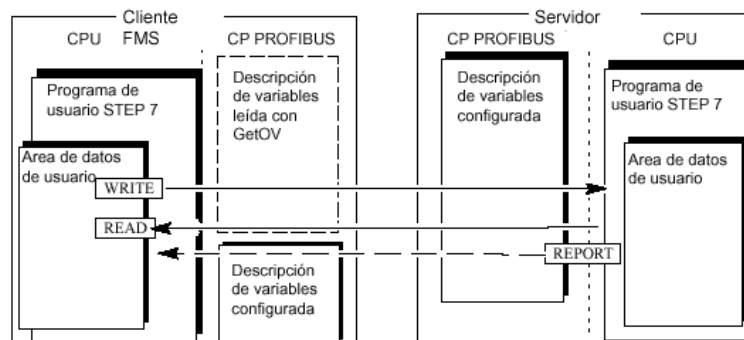 Cliente
FMS
CPU
CP PROFIBUS
Programa de
usuario STEP 7
Area de datos
de usuario
WRITE
READ
Descripción
de variables
leída con
GetOV
Descripción
de variables
configurada
Servidor
CP PROFIBUS
CPU
Descripción
de variables
configurada
REPORT
Programa de
usuario STEP 7
Area de datos
de usuario